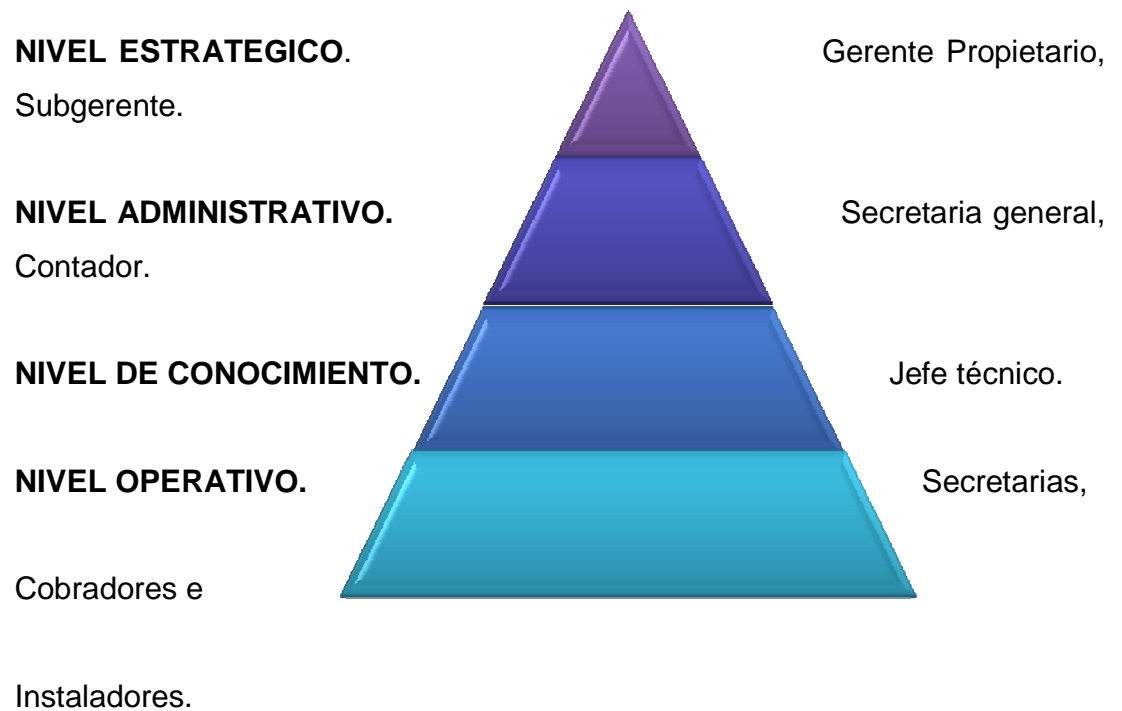 NIVEL ESTRATEGICO. Gerente Propietario,
Subgerente.
NIVEL ADMINISTRATIVO. Secretaria general,
Contador.
NIVEL DE CONOCIMIENTO. Jefe técnico.
NIVEL OPERATIVO. Secretarias,
Cobradores e
Instaladores.